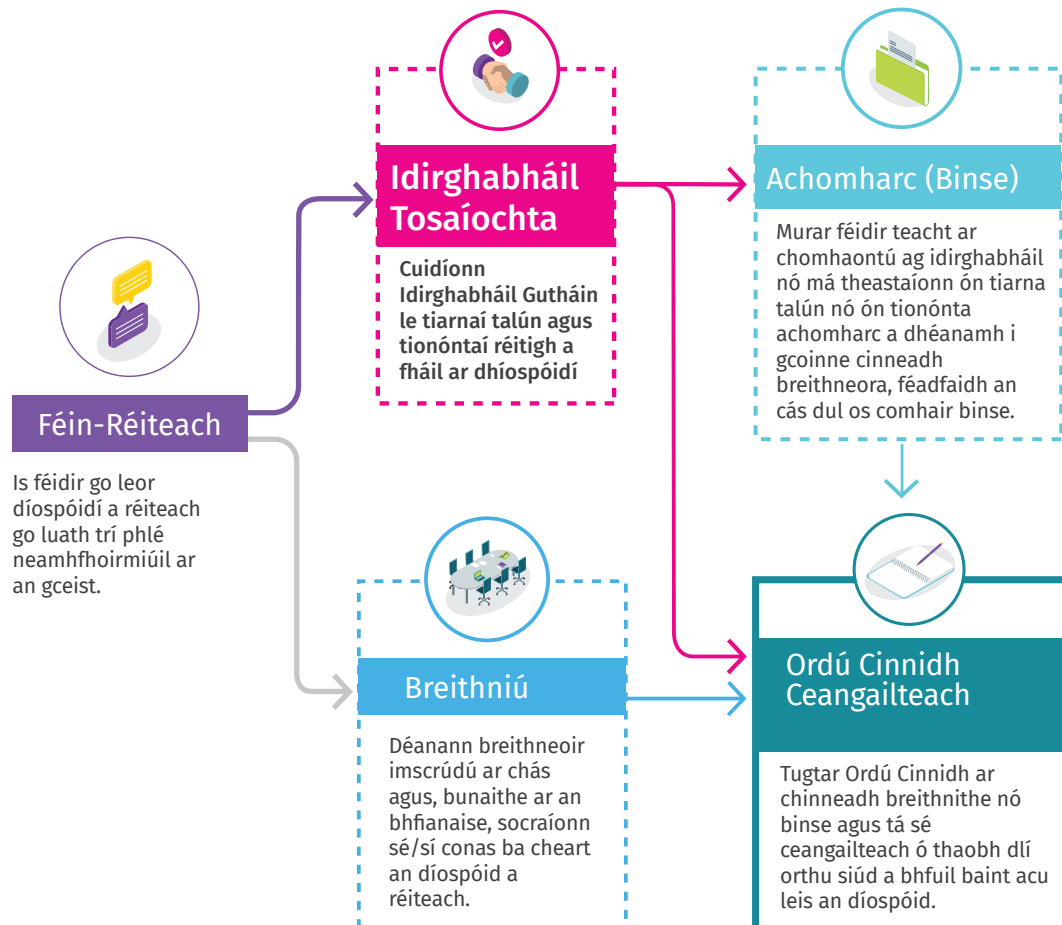 Féin-Réiteach
Is féidir go leor
díospóidí a réiteach
go luath trí phlé
neamhfhoirmiúil ar
an gceist.
Idirghabháil
Tosaíochta
Cuidíonn
Idirghabháil Gutháin
le tiarnaí talún agus
tionóntaí réitigh a
fháil ar dhíospóidí
Breithniú
Déanann breithneoir
imscrúdú ar chás
agus, bunaithe ar an
bhfianaise, socraíonn
sé/sí conas ba cheart
an díospóid a
réiteach.
Achomharc (Binse)
Murar féidir teacht ar
chomhaontú ag idirghabháil
nó má theastaíonn ón tiarna
talún nó ón tionónta
achomharc a dhéanamh i
gcoinne cinneadh
breithneora, féadfaidh an
cás dul os comhair binse.
Ordú Cinnidh
Ceangailteach
Tugtar Ordú Cinnidh ar
chinneadh breithnithe nó
binse agus tá sé
ceangailteach ó thaobh dlí
orthu siúd a bhfuil baint acu
leis an díospóid.